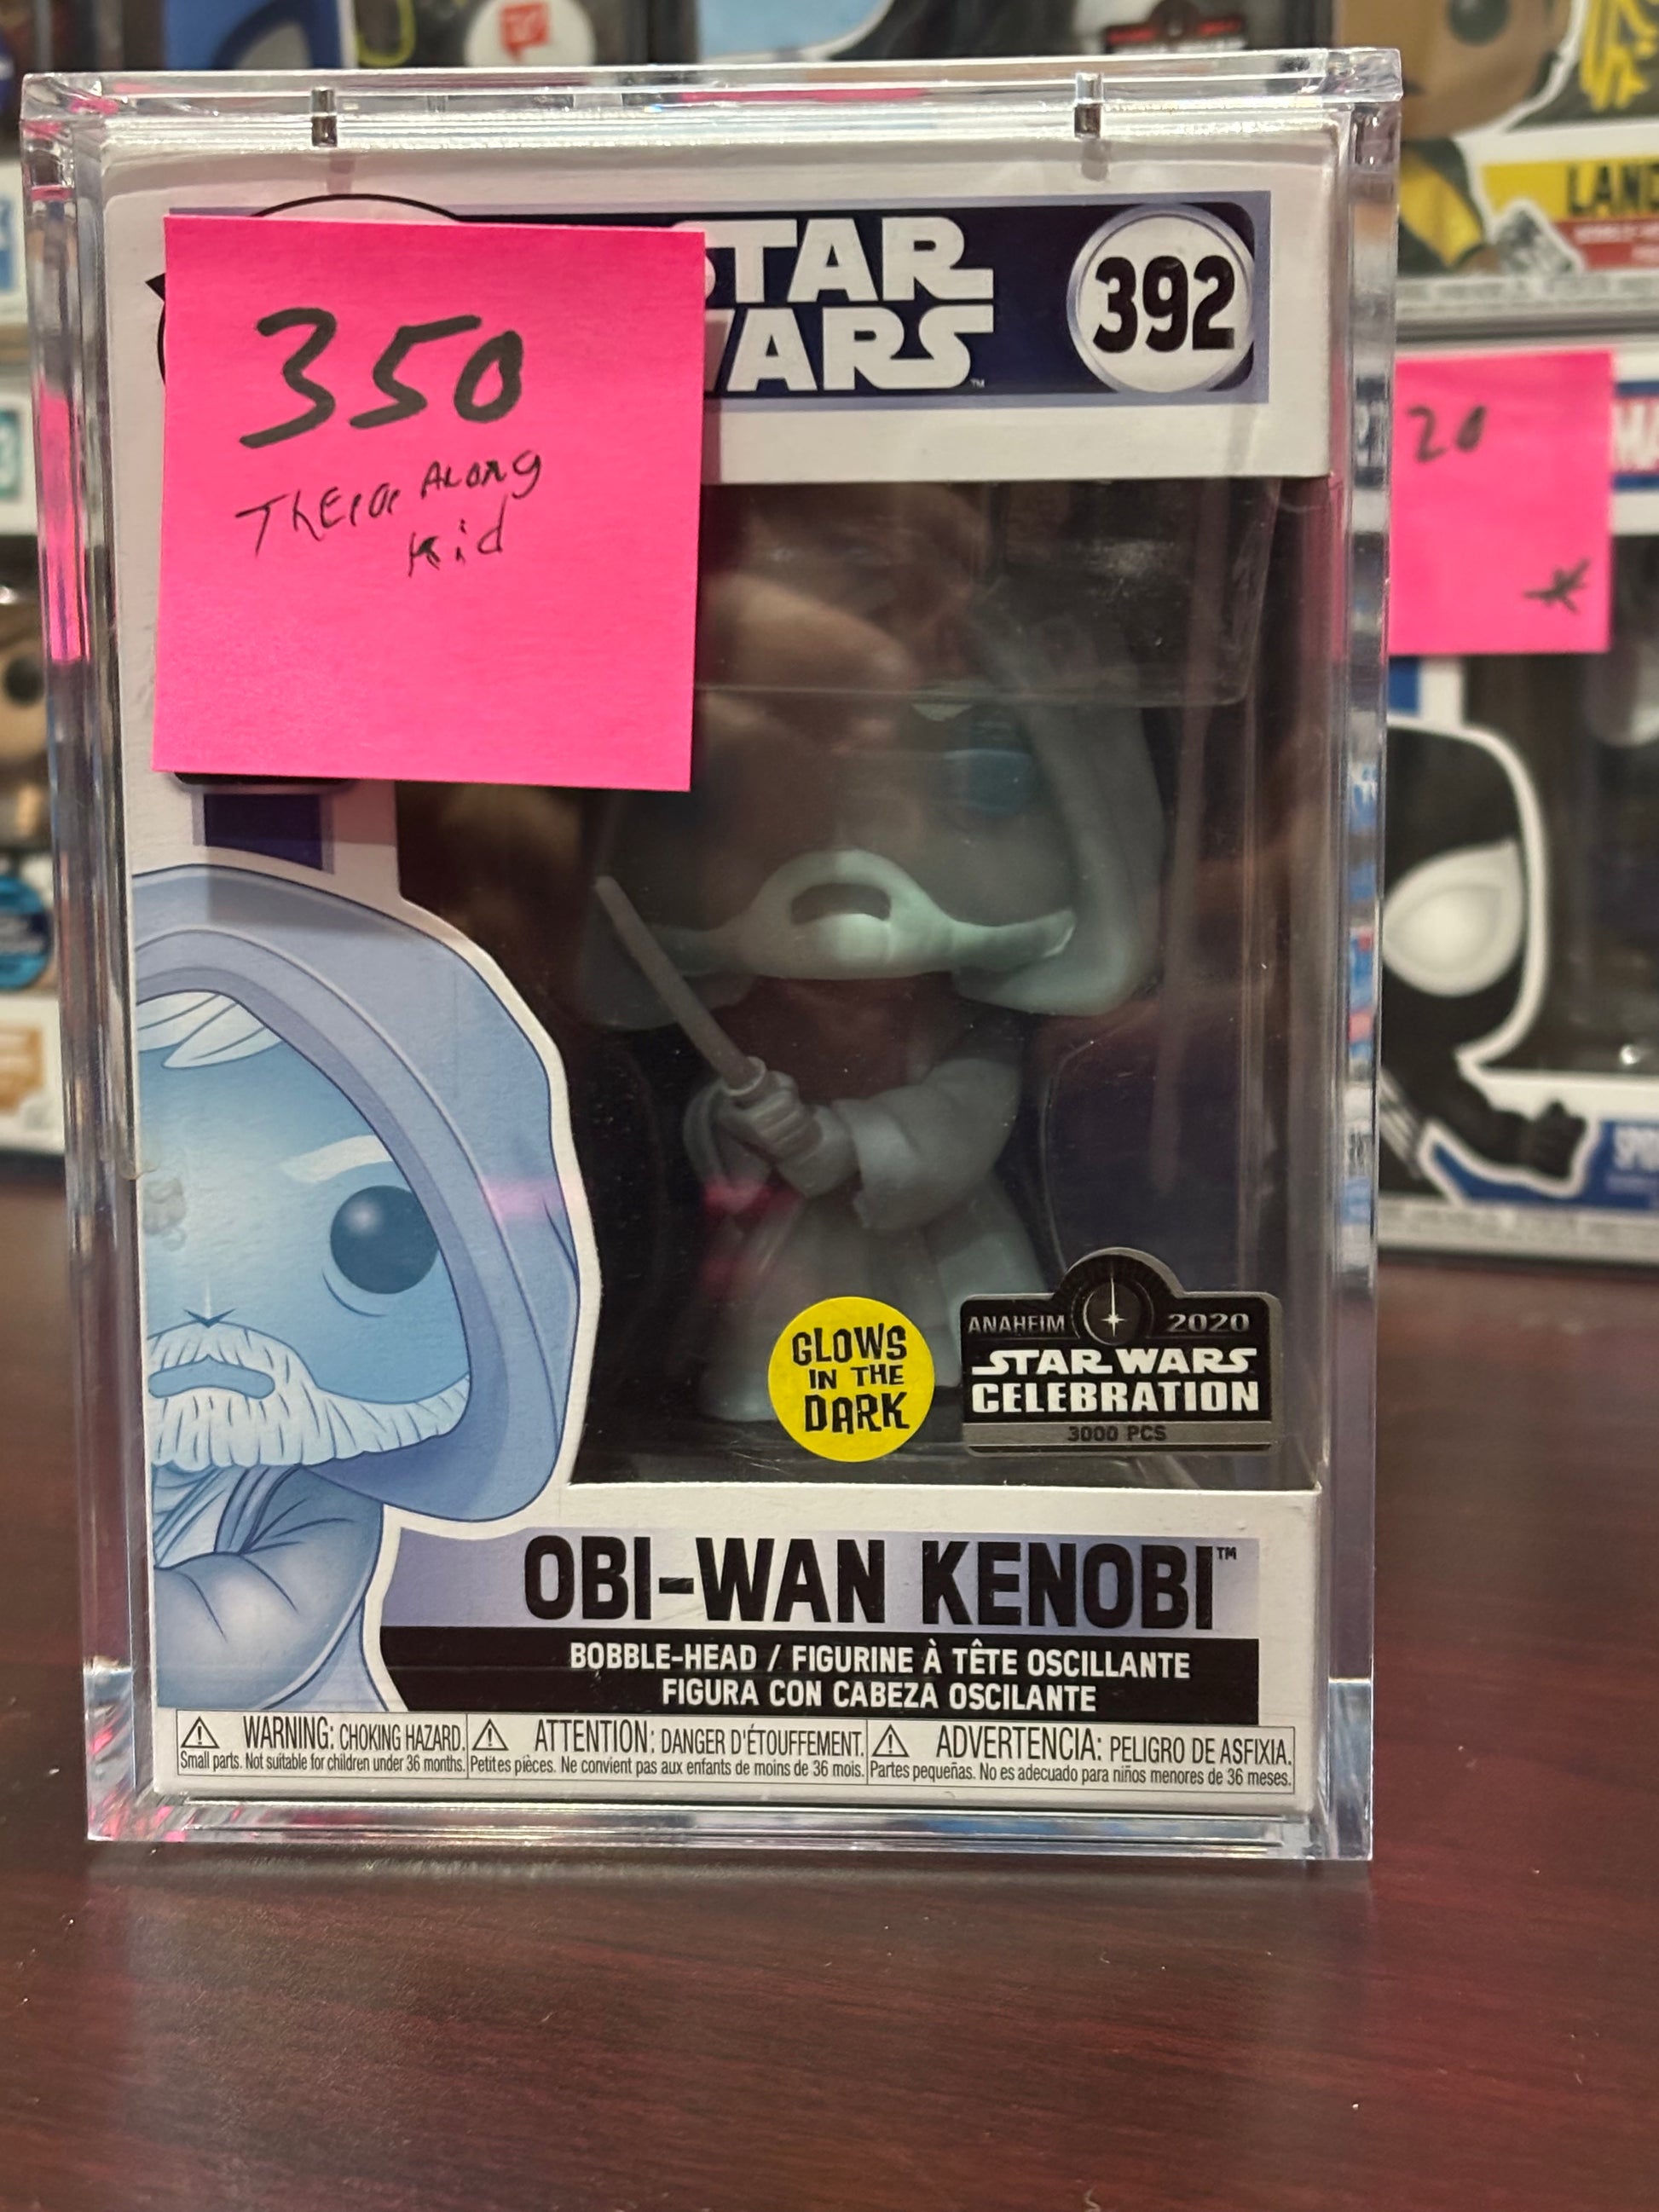 STAR
WARS
™
392
350
Along
Kid
20
LAND
GLOWS
IN THE
DARK
ANAHEIM 2020
STAR WARS
CELEBRATION
3000 PCS
OBI-WAN KENOBI™
BOBBLE-HEAD / FIGURINE À TÊTE OSCILLANTE
FIGURA CON CABEZA OSCILANTE
WARNING: CHOKING HAZARD.
Small parts. Not suitable for children under 36 months.
ATTENTION: DANGER D'ÉTOUFFEMENT.
Petites pièces. Ne convient pas aux enfants de moins de 36 mois.
ADVERTENCIA: PELIGRO DE ASFIXIA.
Partes pequeñas. No es adecuado para niños menores de 36 meses.